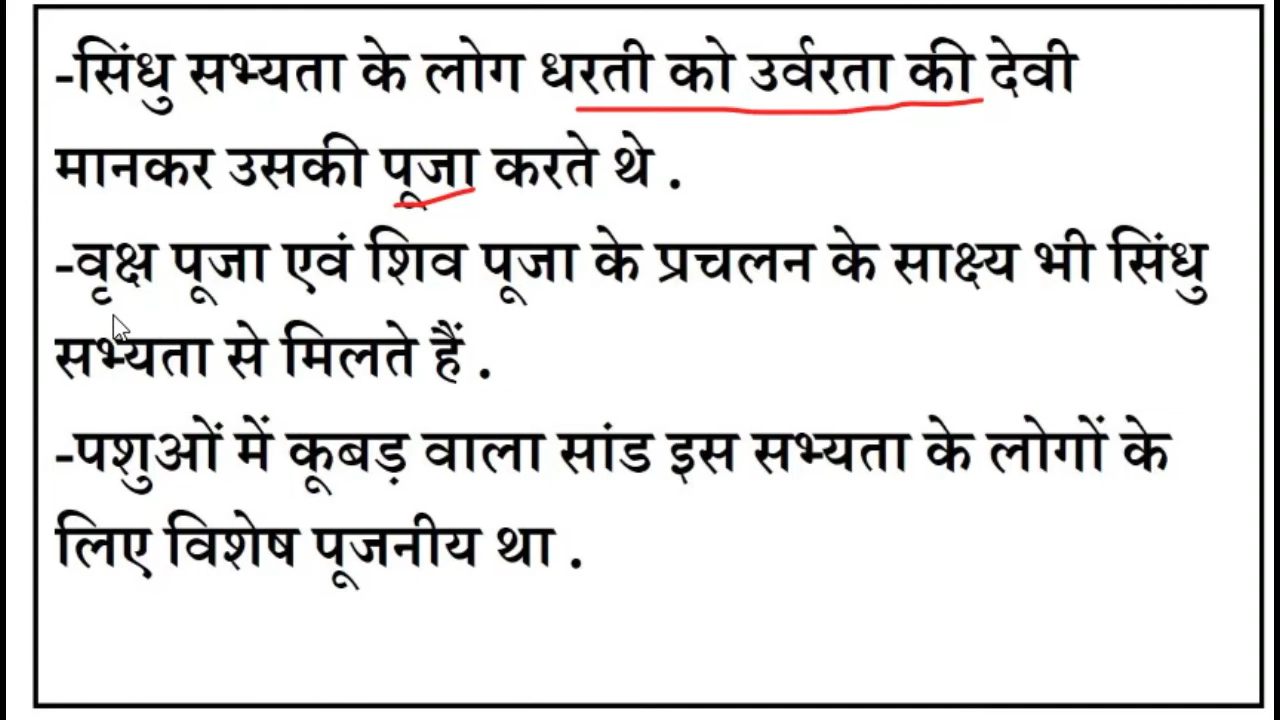 -सिंधु सभ्यता के लोग धरती को उर्वरता की देवी
मानकर उसकी पूजा करते थे .
-वृक्ष पूजा एवं शिव पूजा के प्रचलन के साक्ष्य भी सिंधु
सभ्यता से मिलते हैं .
-पशुओं में कूबड़ वाला सांड इस सभ्यता के लोगों के
लिए विशेष पूजनीय था .